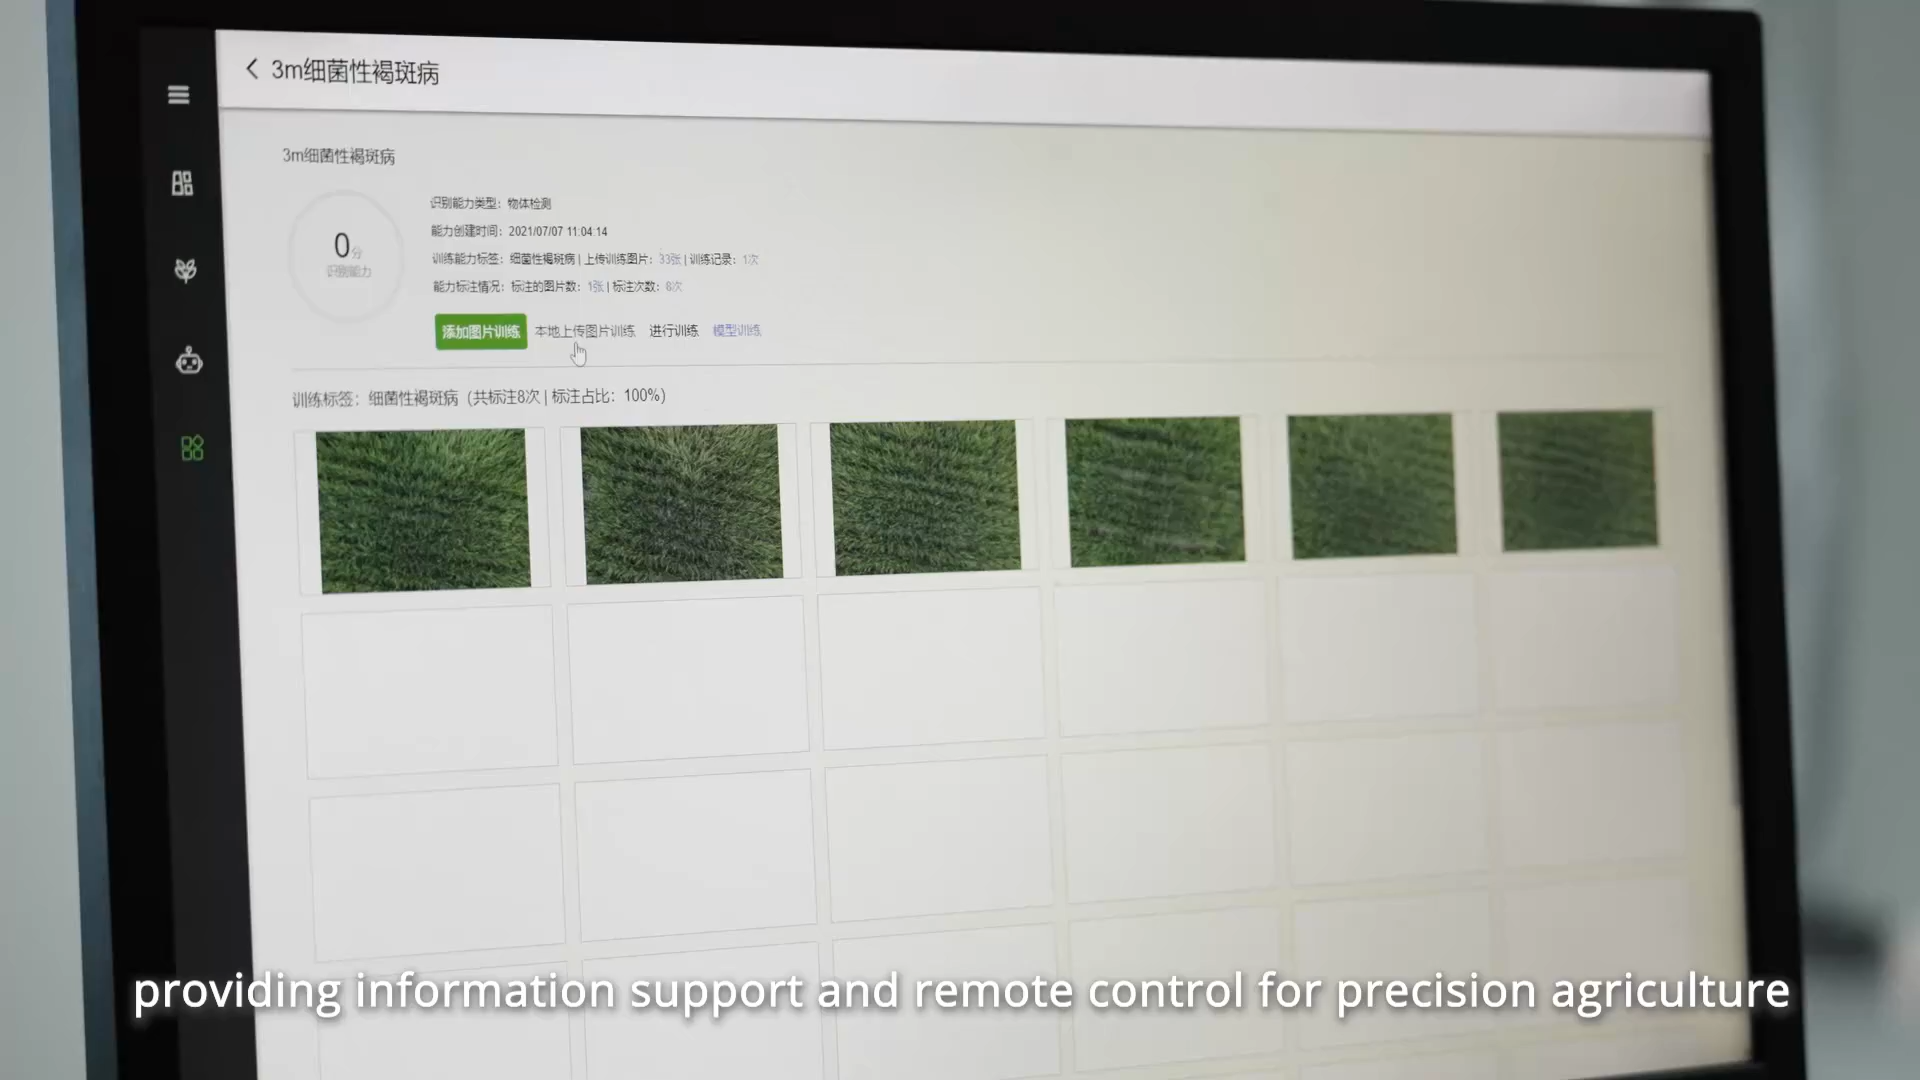 3m细菌性褐斑病
3m细菌性褐斑病
0分
识别能力
识别能力类型：物体检测
能力创建时间：2021/07/07 11:04:14
训练能力标签：细菌性褐斑病 | 上传训练图片：33张 | 训练记录：1次
能力标注情况：标注的图片数：1张 | 标注次数：8次
添加图片训练 本地上传图片训练 进行训练 模型训练
训练标签：细菌性褐斑病（共标注8次 | 标注占比：100%）
providing information support and remote control for precision agriculture